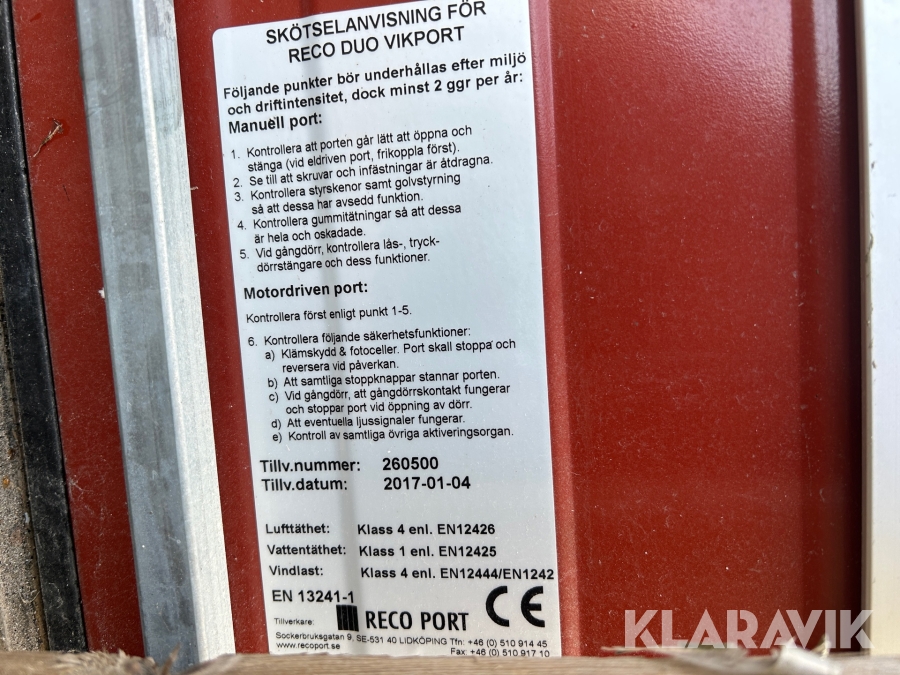 SKÖTSELANVISNING FÖR
RECO DUO VIKPORT
Följande punkter bör underhållas efter miljö
och driftintensitet, dock minst 2 ggr per år:
Manuell port:
1. Kontrollera att porten går lätt att öppna och
stänga (vid eldriven port, frikoppla först).
2. Se till att skruvar och infästningar är åtdragna.
3. Kontrollera styrskenor samt golvstyrning
så att dessa har avsedd funktion.
4. Kontrollera gummitätningar så att dessa
är hela och oskadade.
5. Vid gångdörr, kontrollera lås-, tryck-
dörrstängare och dess funktioner.
Motordriven port:
Kontrollera först enligt punkt 1-5.
6. Kontrollera följande säkerhetsfunktioner:
a) Klämskydd & fotoceller. Port skall stoppa och
reversera vid påverkan.
b) Att samtliga stoppknappar stannar porten.
c) Vid gångdörr, att gångdörrskontakt fungerar
och stoppar port vid öppning av dörr.
d) Att eventuella ljussignaler fungerar.
e) Kontroll av samtliga övriga aktiveringsorgan.
Tillv.nummer: 260500
Tillv.datum: 2017-01-04
Lufttäthet: Klass 4 enl. EN12426
Vattentäthet: Klass 1 enl. EN12425
Vindlast: Klass 4 enl. EN12444/EN1242
EN 13241-1
Tillverkare: RECO PORT CE
Sockerbruksgatan 9, SE-531 40 LIDKÖPING Tfn: +46 (0) 510 914 45
www.recoport.se Fax: +46 (0) 510 917 10
KLARAVIK